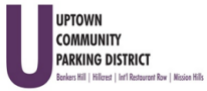 U UPTOWN
COMMUNITY
PARKING DISTRICT
Bankers Hill | Hillcrest | Int'l Restaurant Row | Mission Hills